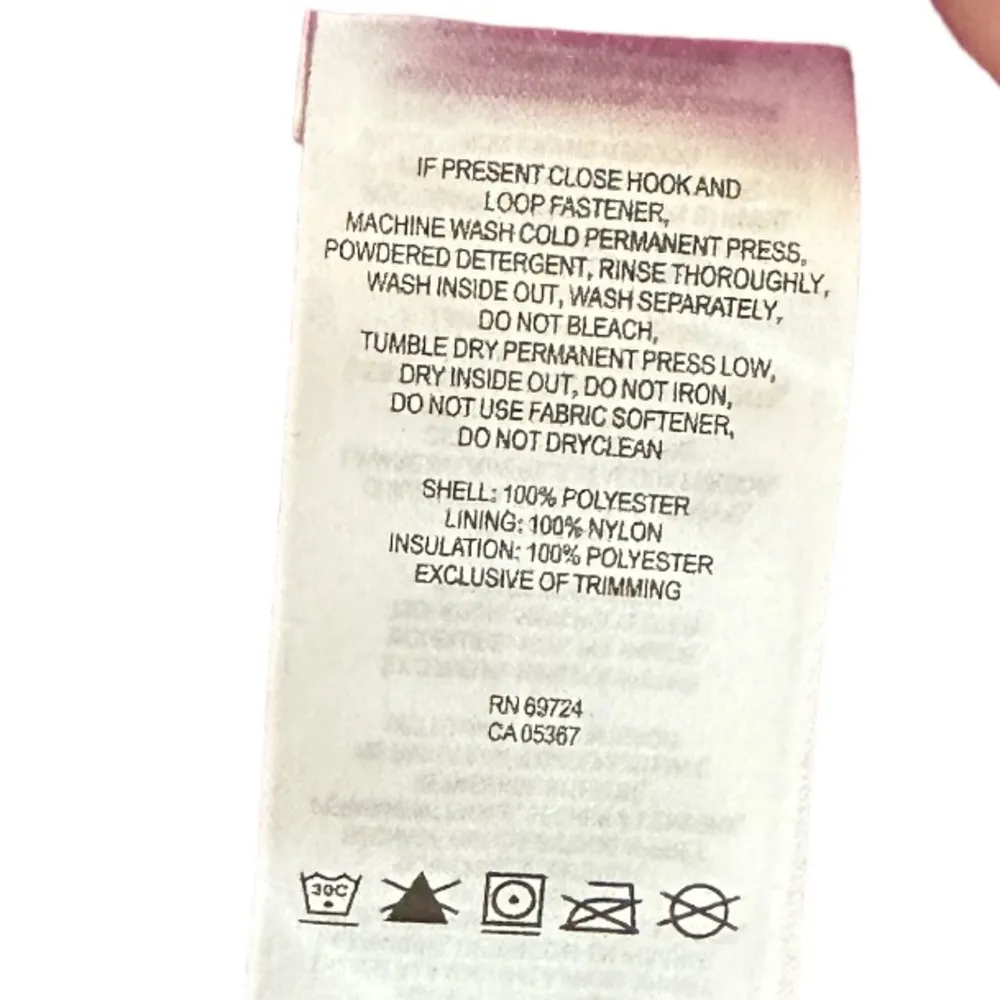 IF PRESENT CLOSE HOOK AND
LOOP FASTENER,
MACHINE WASH COLD PERMANENT PRESS,
POWDERED DETERGENT, RINSE THOROUGHLY,
WASH INSIDE OUT, WASH SEPARATELY,
DO NOT BLEACH,
TUMBLE DRY PERMANENT PRESS LOW,
DRY INSIDE OUT, DO NOT IRON,
DO NOT USE FABRIC SOFTENER,
DO NOT DRYCLEAN
SHELL: 100% POLYESTER
LINING: 100% NYLON
INSULATION: 100% POLYESTER
EXCLUSIVE OF TRIMMING
RN 69724
CA 05367
30C